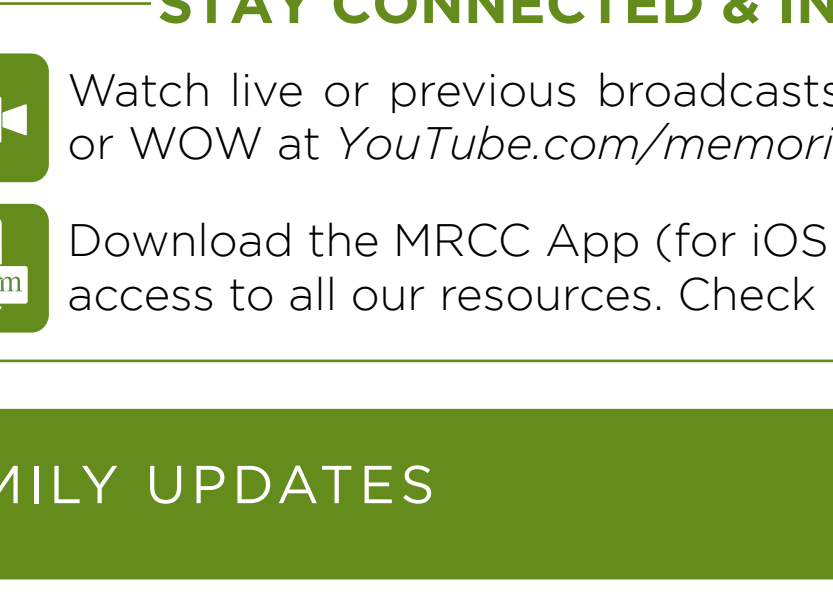 STAY CONNECTED & IN
Watch live or previous broadcasts
or WOW at YouTube.com/memori
Download the MRCC App (for iOS
m
access to all our resources. Check
MILY UPDATES